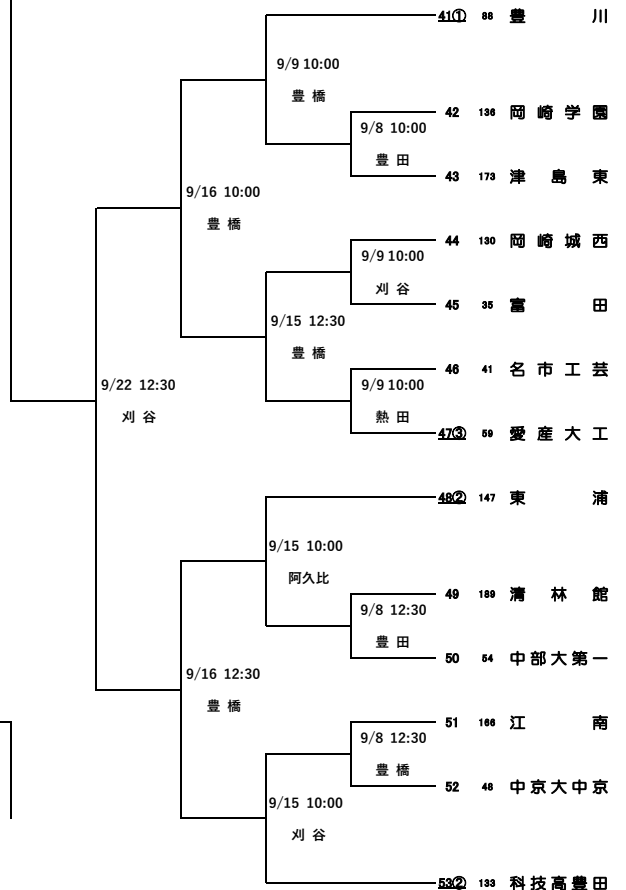 41① 88 豊川
9/9 10:00
豊橋
42 136 岡崎学園
9/8 10:00
豊田
43 173 津島東
9/16 10:00
豊橋
44 130 岡崎城西
9/9 10:00
刈谷
45 35 富田
9/15 12:30
豊橋
46 41 名市工芸
9/22 12:30
刈谷
9/9 10:00
熱田
47③ 59 愛産大工
48② 147 東浦
9/15 10:00
阿久比
49 189 清林館
9/8 12:30
豊田
50 54 中部大第一
9/16 12:30
豊橋
51 166 江南
9/8 12:30
豊橋
52 48 中京大中京
9/15 10:00
刈谷
53② 133 科技高豊田